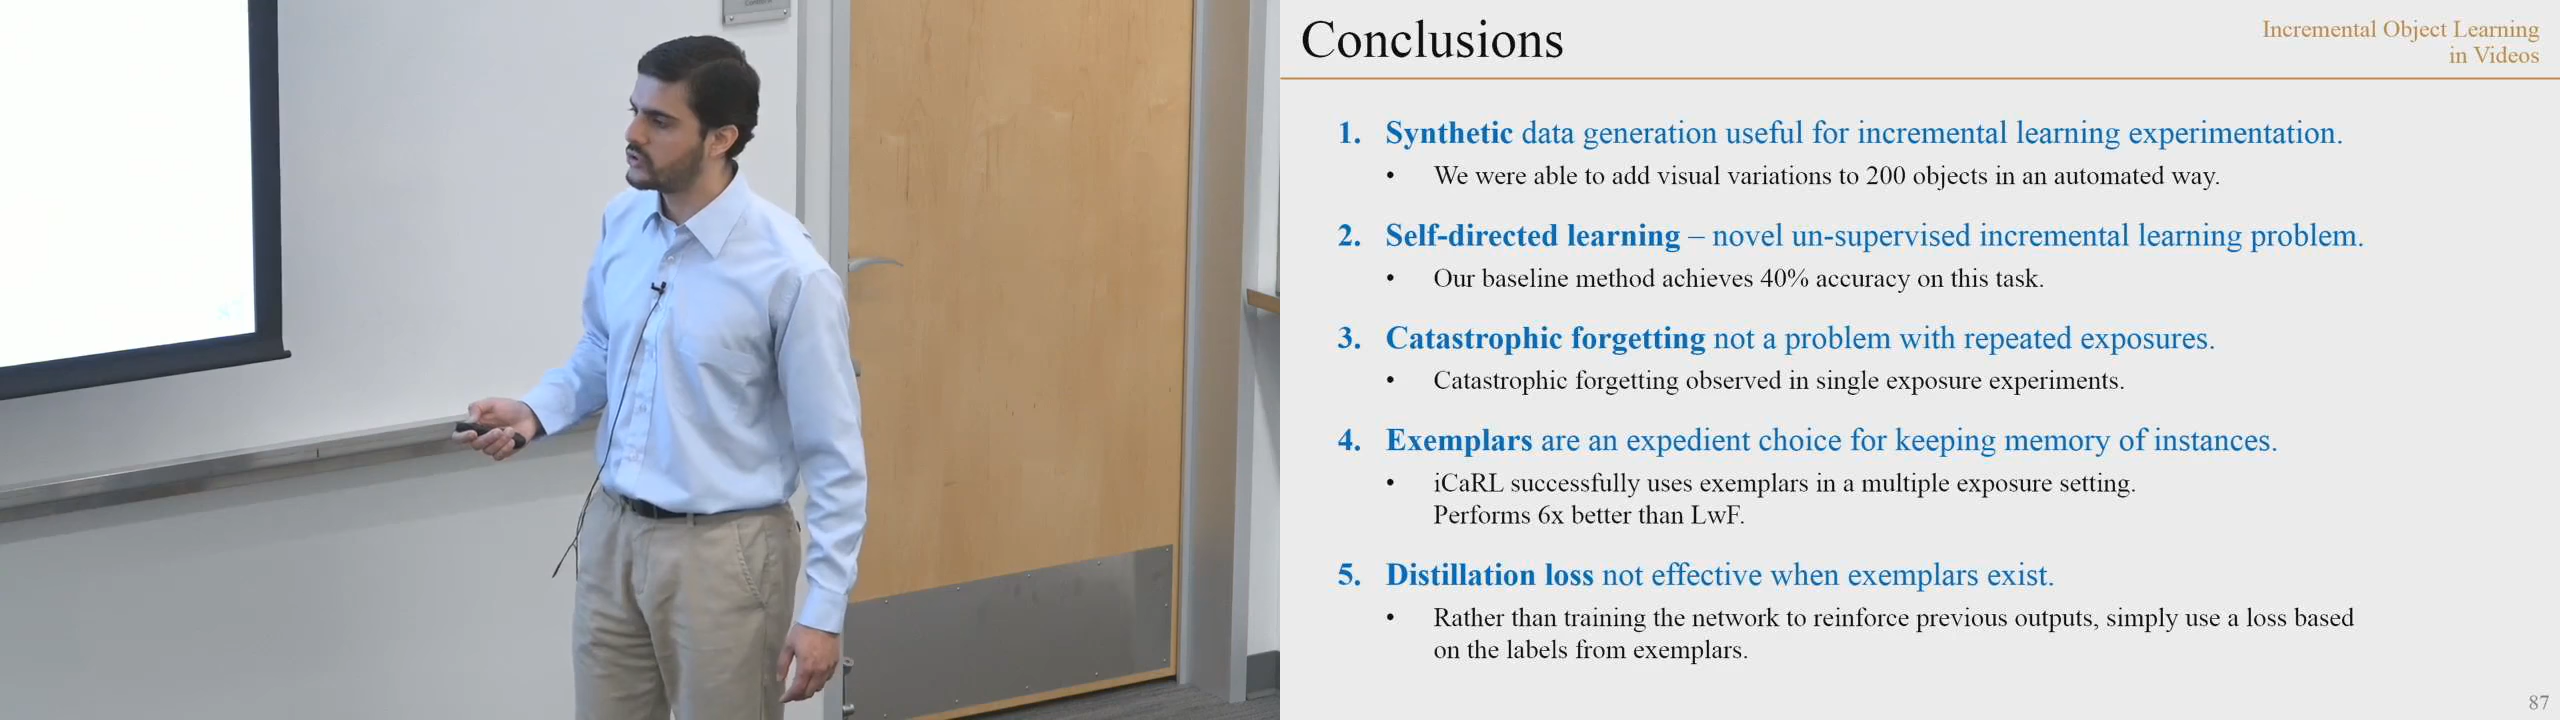 Conclusions
Incremental Object Learning
in Videos
1. Synthetic data generation useful for incremental learning experimentation.
• We were able to add visual variations to 200 objects in an automated way.
2. Self-directed learning – novel un-supervised incremental learning problem.
• Our baseline method achieves 40% accuracy on this task.
3. Catastrophic forgetting not a problem with repeated exposures.
• Catastrophic forgetting observed in single exposure experiments.
4. Exemplars are an expedient choice for keeping memory of instances.
• iCaRL successfully uses exemplars in a multiple exposure setting.
Performs 6x better than LwF.
5. Distillation loss not effective when exemplars exist.
• Rather than training the network to reinforce previous outputs, simply use a loss based
on the labels from exemplars.
87